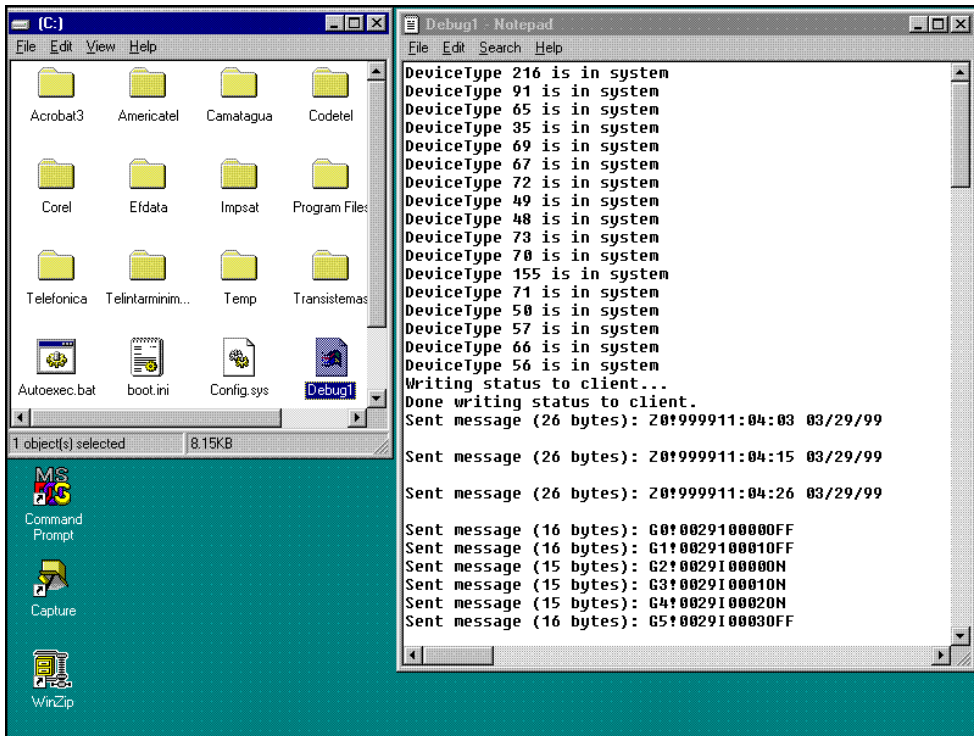 (C:)
File Edit View Help
Acrobat3 Americatel Camatagua Codetel
Corel Efdata Impsat Program Files
Telefonica Telintarminim... Temp Transistemas
Autoexec.bat boot.ini Config.sys Debug1
1 object(s) selected 8.15KB
MS
Command
Prompt
Capture
WinZip
Debug1 - Notepad
File Edit Search Help
DeviceType 216 is in system
DeviceType 91 is in system
DeviceType 65 is in system
DeviceType 35 is in system
DeviceType 69 is in system
DeviceType 67 is in system
DeviceType 72 is in system
DeviceType 49 is in system
DeviceType 48 is in system
DeviceType 73 is in system
DeviceType 70 is in system
DeviceType 155 is in system
DeviceType 71 is in system
DeviceType 50 is in system
DeviceType 57 is in system
DeviceType 66 is in system
DeviceType 56 is in system
Writing status to client...
Done writing status to client.
Sent message (26 bytes): Z0!999911:04:03 03/29/99
Sent message (26 bytes): Z0!999911:04:15 03/29/99
Sent message (26 bytes): Z0!999911:04:26 03/29/99
Sent message (16 bytes): G0!0029I0000OFF
Sent message (16 bytes): G1!0029I0001OFF
Sent message (15 bytes): G2!0029I0000ON
Sent message (15 bytes): G3!0029I0001ON
Sent message (15 bytes): G4!0029I0002ON
Sent message (16 bytes): G5!0029I0003OFF